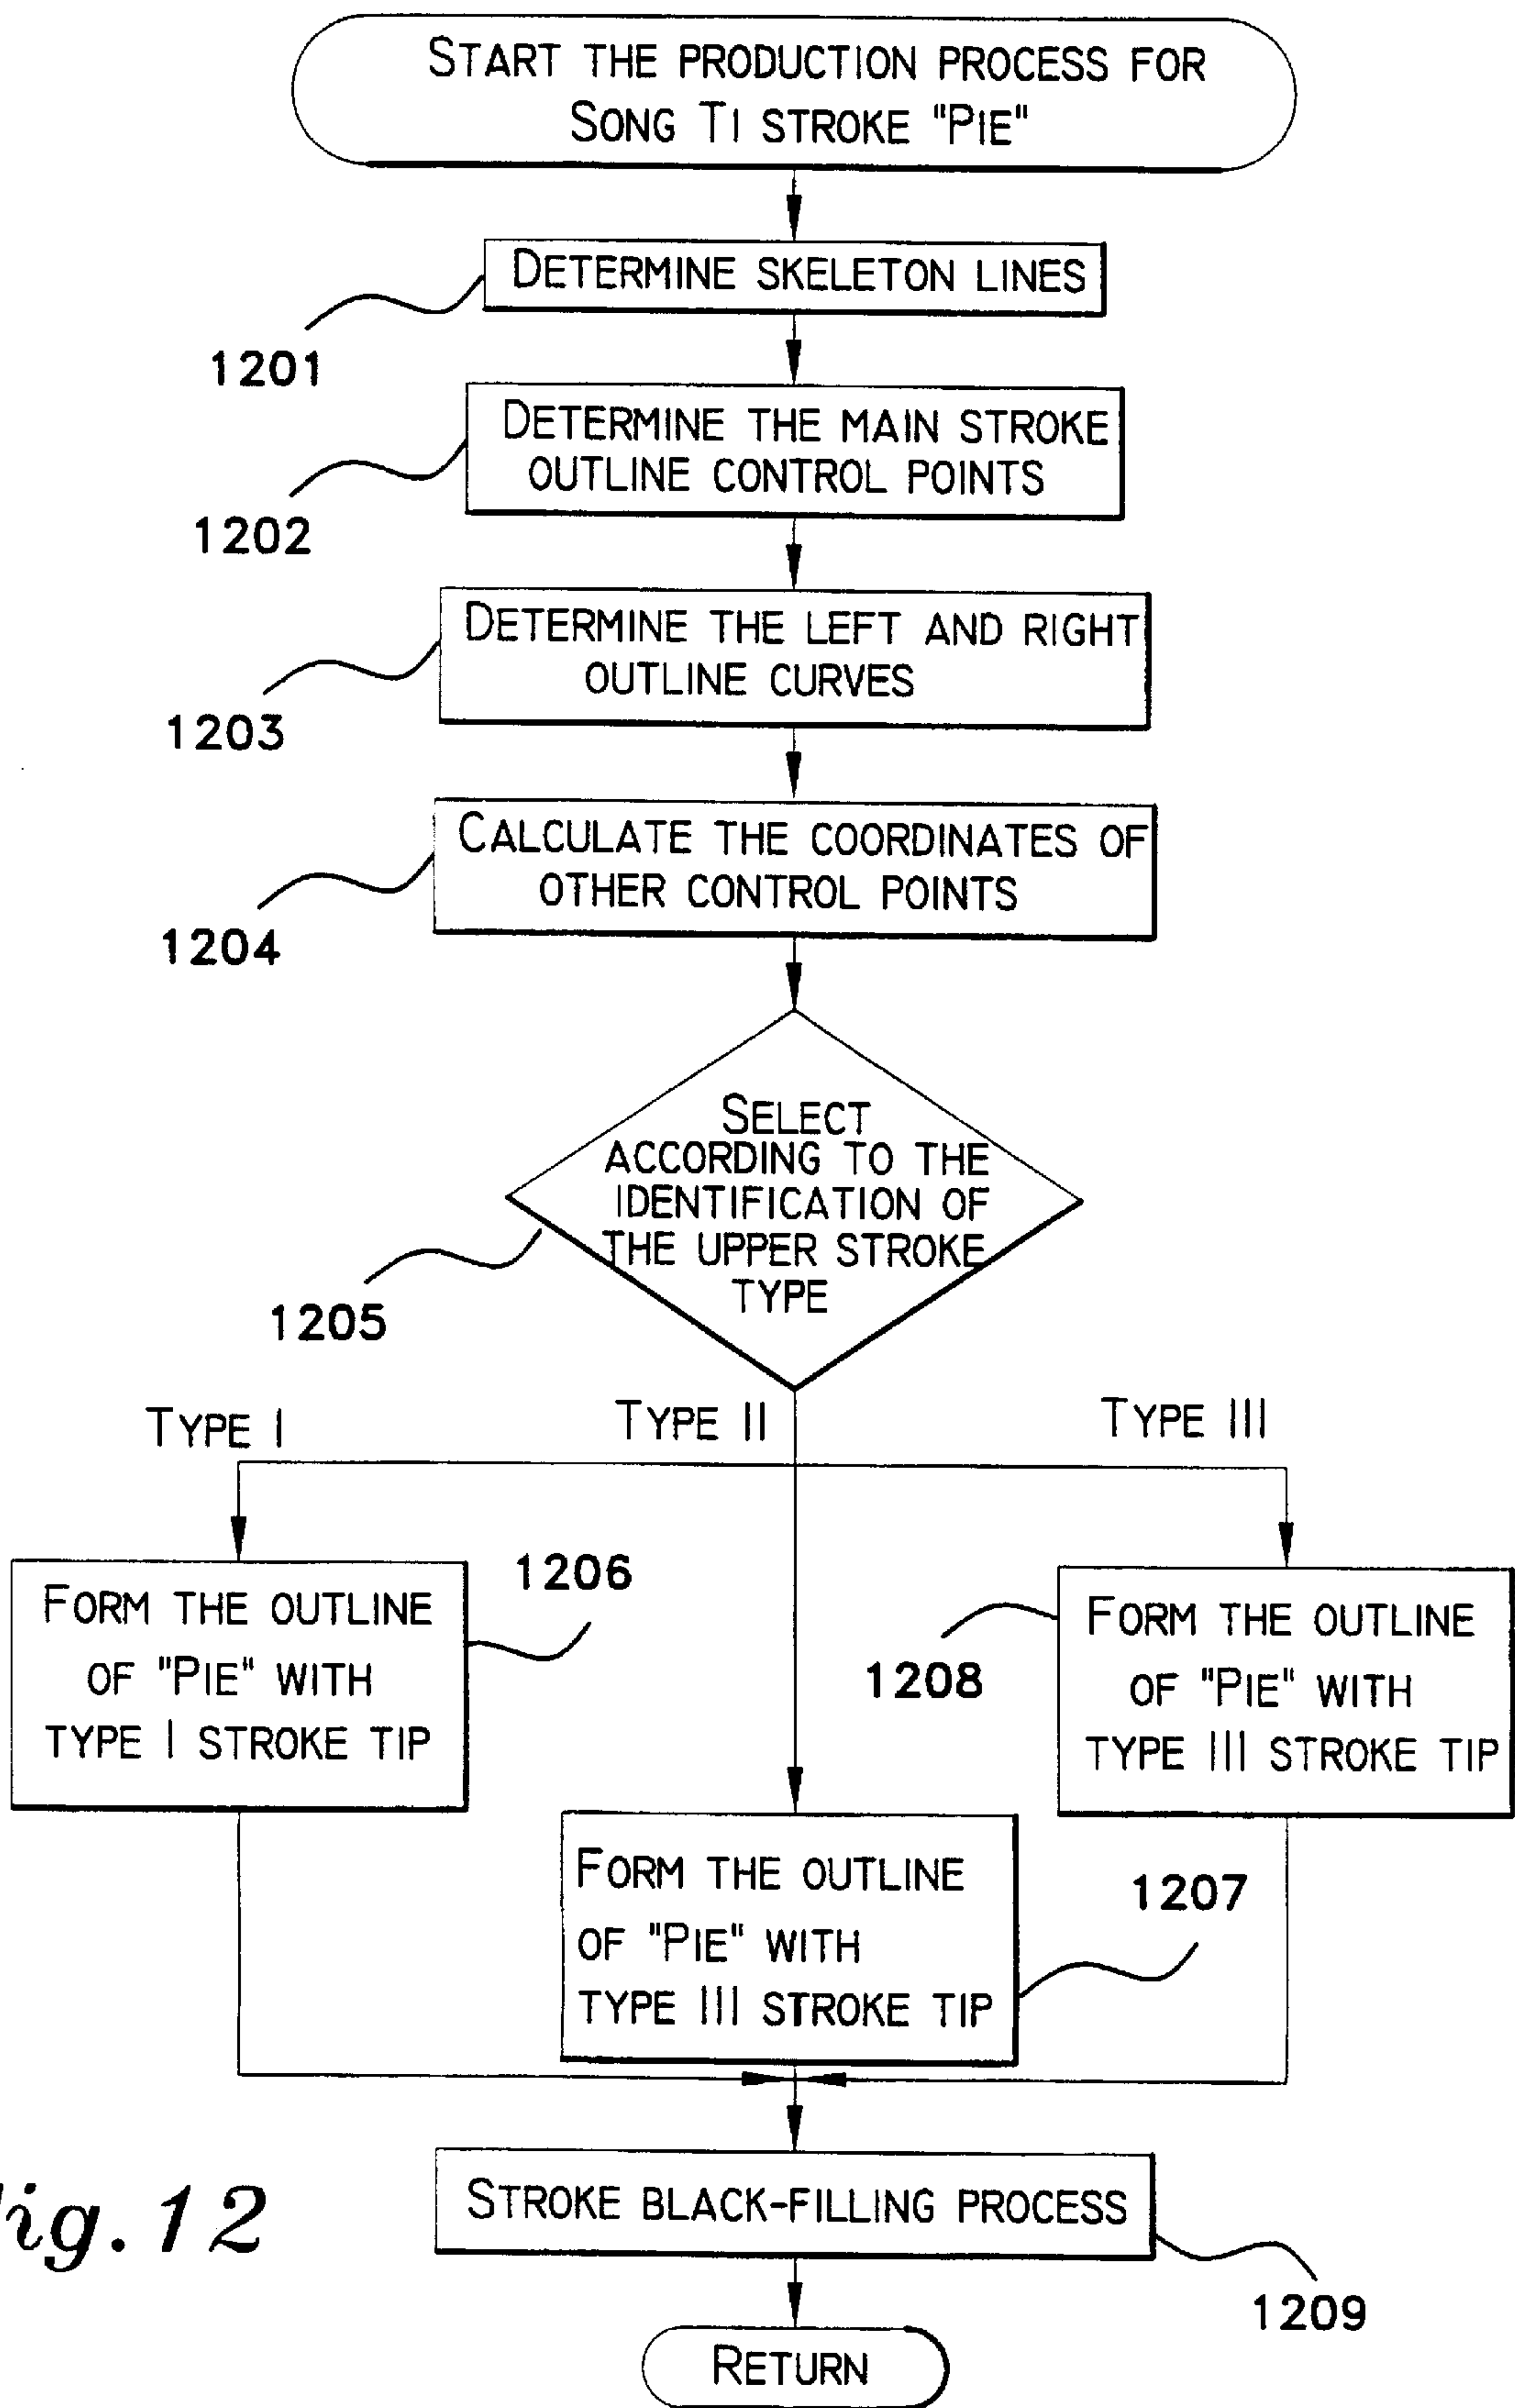 START THE PRODUCTION PROCESS FOR
SONG TI STROKE "PIE"
DETERMINE SKELETON LINES
1201
DETERMINE THE MAIN STROKE
OUTLINE CONTROL POINTS
1202
DETERMINE THE LEFT AND RIGHT
OUTLINE CURVES
1203
CALCULATE THE COORDINATES OF
OTHER CONTROL POINTS
1204
SELECT
ACCORDING TO THE
IDENTIFICATION OF
THE UPPER STROKE
TYPE
1205
TYPE I
TYPE II
TYPE III
FORM THE OUTLINE
OF "PIE" WITH
TYPE I STROKE TIP
1206
FORM THE OUTLINE
OF "PIE" WITH
TYPE III STROKE TIP
1208
FORM THE OUTLINE
OF "PIE" WITH
TYPE III STROKE TIP
1207
STROKE BLACK-FILLING PROCESS
1209
RETURN
Fig. 12